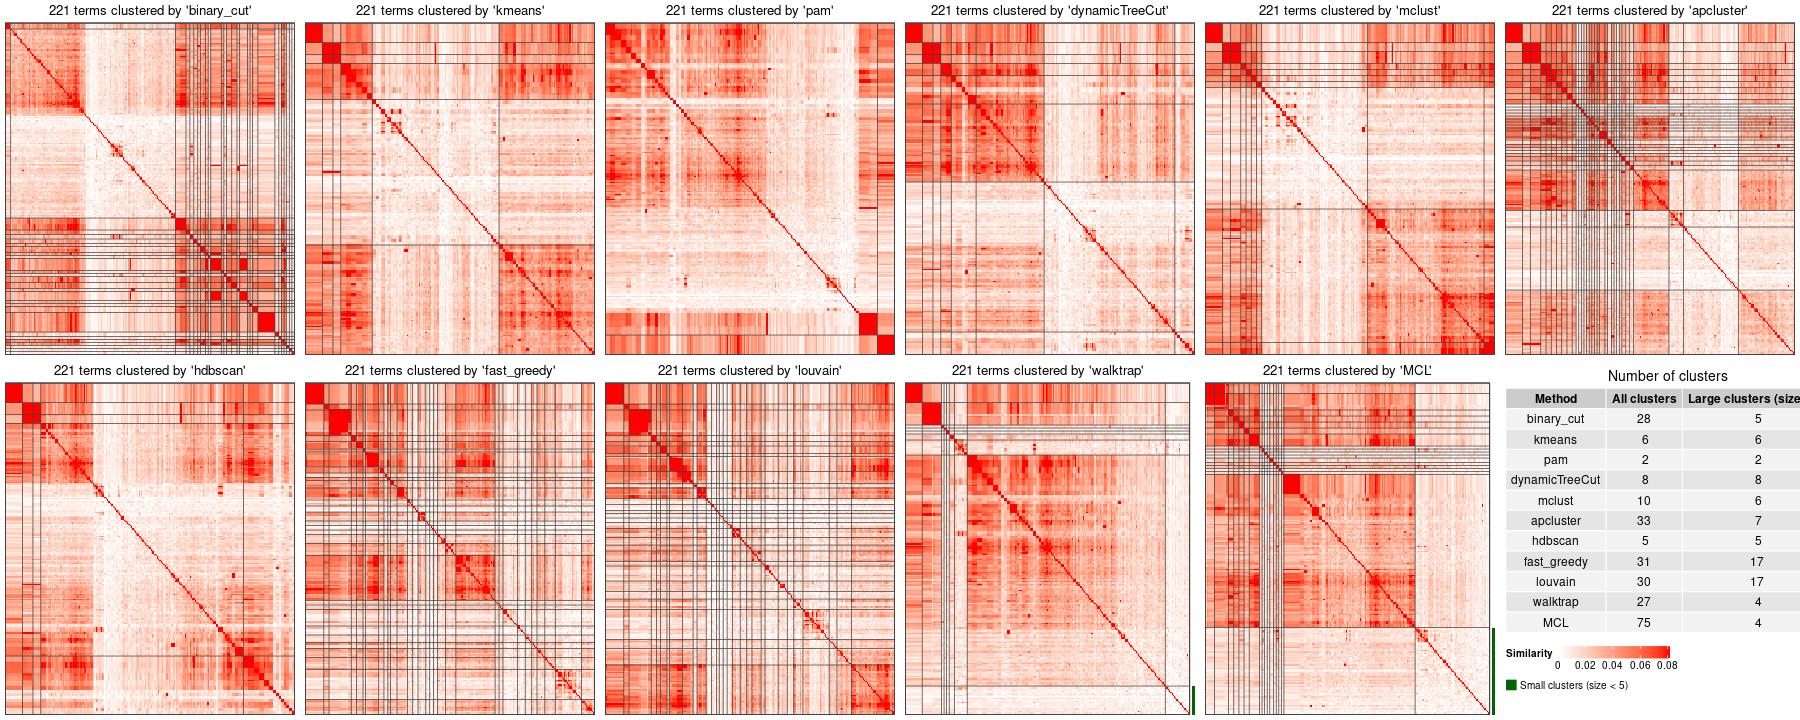 221 terms clustered by 'binary_cut'
221 terms clustered by 'kmeans'
221 terms clustered by 'pam'
221 terms clustered by 'dynamicTreeCut'
221 terms clustered by 'mclust'
221 terms clustered by 'apcluster'
221 terms clustered by 'hdbscan'
221 terms clustered by 'fast_greedy'
221 terms clustered by 'louvain'
221 terms clustered by 'walktrap'
221 terms clustered by 'MCL'
Number of clusters
Method All clusters Large clusters (size
binary_cut 28 5
kmeans 6 6
pam 2 2
dynamicTreeCut 8 8
mclust 10 6
apcluster 33 7
hdbscan 5 5
fast_greedy 31 17
louvain 30 17
walktrap 27 4
MCL 75 4
Similarity
0 0.02 0.04 0.06 0.08
Small clusters (size < 5)